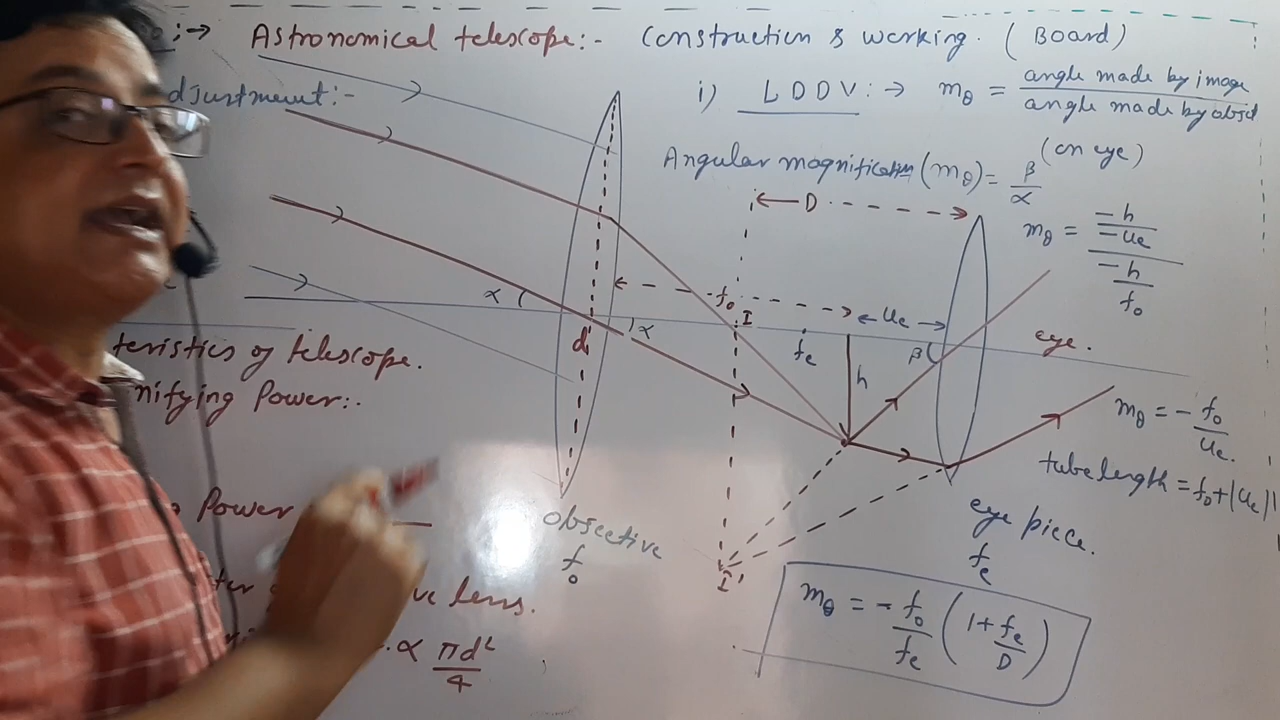 :→ Astronomical telescope:- Construction & working. (Board)
djustment:-
i) LDDV:→ mθ = angle made by image
angle made by obj
Angular magnification (mθ) = β/α (on eye)
← D - - - →
mθ = -h/-ue
-h/fo
α
α
fo
I
← ue →
fe
β
h
d
eye.
teristics of telescope.
nifying Power:-
mθ = - fo/ue.
tube length = fo+|ue|
Power
objective
fo
eye piece.
fe
I'
ve lens.
mθ = - fo/fe (1+ fe/D)
∝ πd²/4